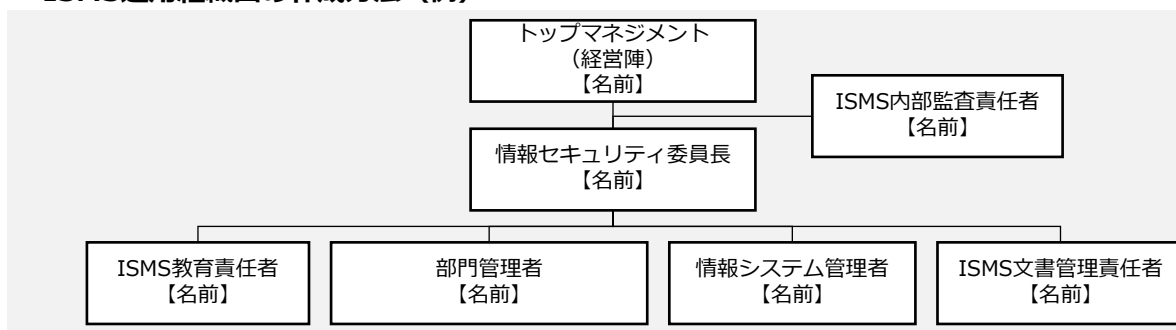 トップマネジメント
（経営陣）
【名前】
ISMS内部監査責任者
【名前】
情報セキュリティ委員長
【名前】
ISMS教育責任者
【名前】
部門管理者
【名前】
情報システム管理者
【名前】
ISMS文書管理責任者
【名前】